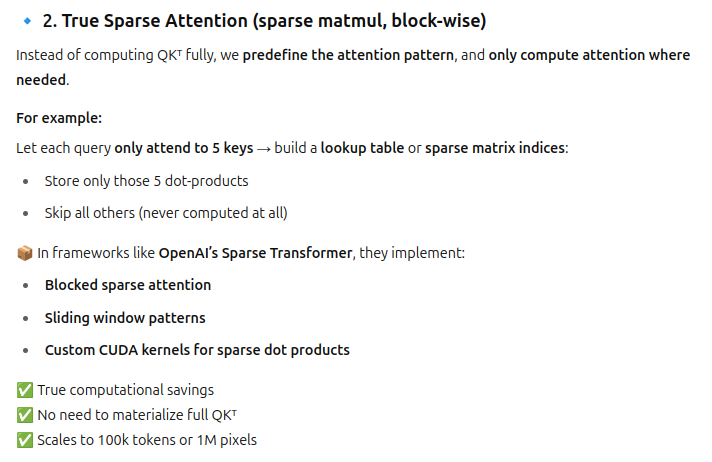 2. True Sparse Attention (sparse matmul, block-wise)
Instead of computing QKᵀ fully, we predefine the attention pattern, and only compute attention where
needed.
For example:
Let each query only attend to 5 keys → build a lookup table or sparse matrix indices:
• Store only those 5 dot-products
• Skip all others (never computed at all)
📦 In frameworks like OpenAI’s Sparse Transformer, they implement:
• Blocked sparse attention
• Sliding window patterns
• Custom CUDA kernels for sparse dot products
✅ True computational savings
✅ No need to materialize full QKᵀ
✅ Scales to 100k tokens or 1M pixels